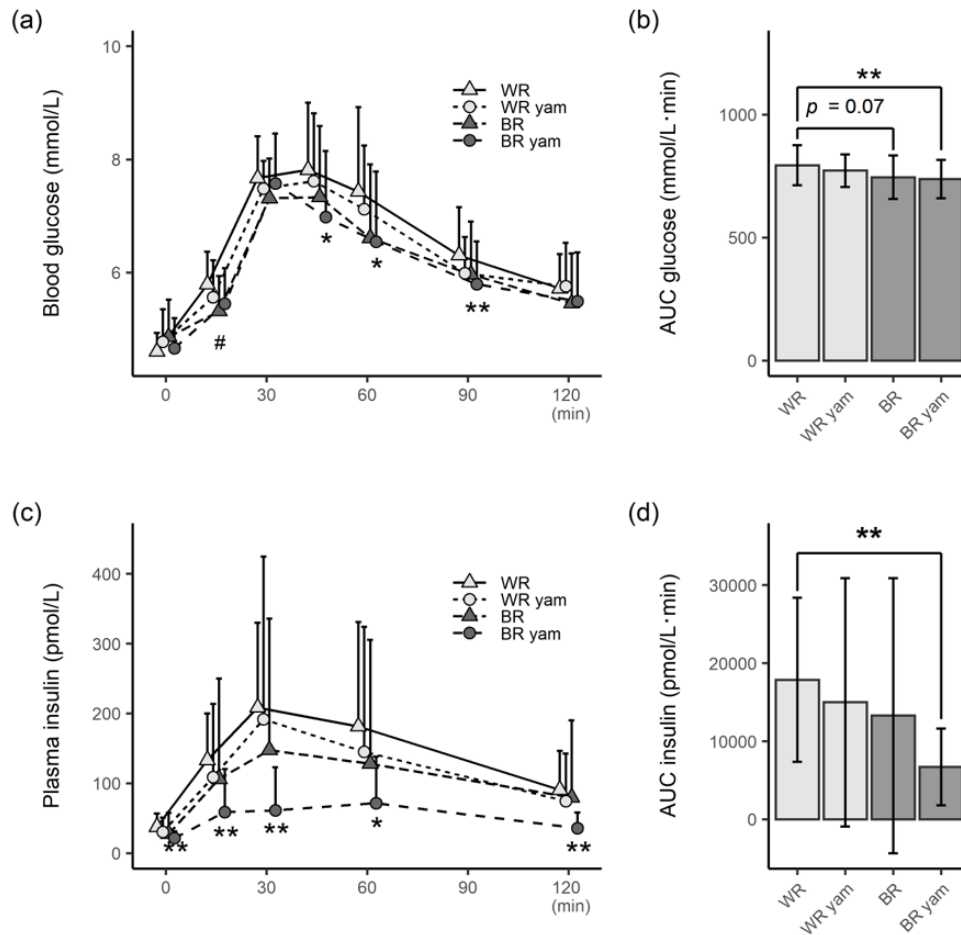 (a)
Blood glucose (mmol/L)
10
8
6
WR
WR yam
BR
BR yam
#
*
*
**
0
30
60
90
120
(min)
(b)
AUC glucose (mmol/L·min)
1000
500
0
**
p = 0.07
WR
WR yam
BR
BR yam
(c)
Plasma insulin (pmol/L)
400
300
200
100
0
WR
WR yam
BR
BR yam
**
**
**
*
**
0
30
60
90
120
(min)
(d)
AUC insulin (pmol/L·min)
30000
20000
10000
0
**
WR
WR yam
BR
BR yam